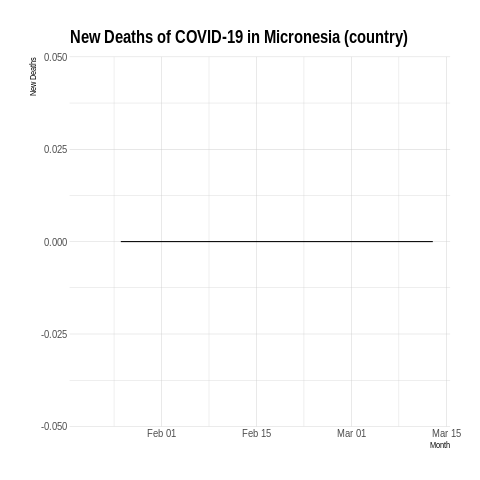 New Deaths of COVID-19 in Micronesia (country)
New Deaths
0.050
0.025
0.000
-0.025
-0.050
Feb 01 Feb 15 Mar 01 Mar 15
Month